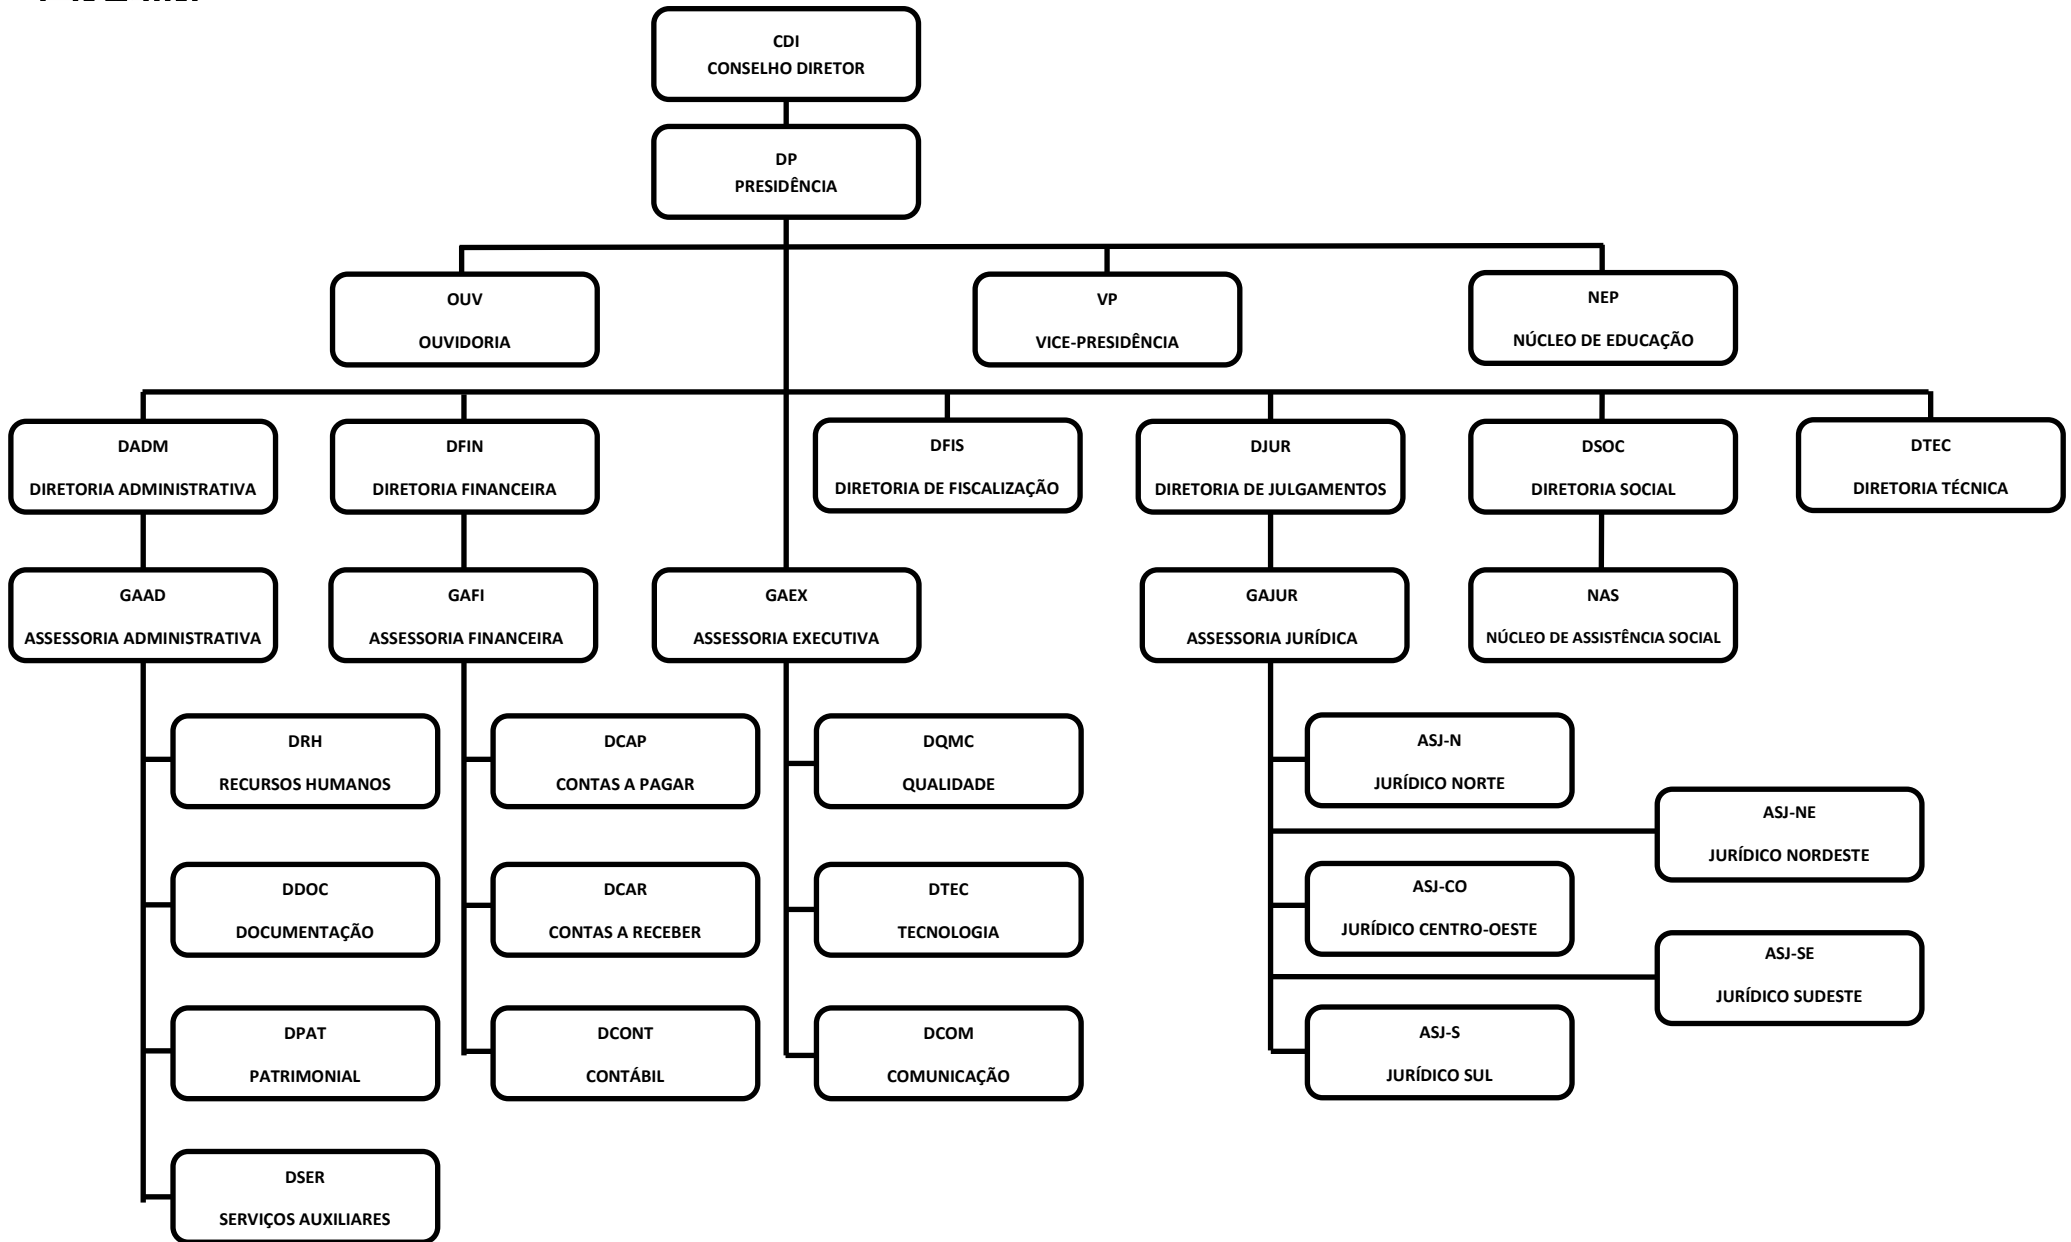 CDI
CONSELHO DIRETOR
DP
PRESIDÊNCIA
OUV
OUVIDORIA
VP
VICE-PRESIDÊNCIA
NEP
NÚCLEO DE EDUCAÇÃO
DADM
DIRETORIA ADMINISTRATIVA
DFIN
DIRETORIA FINANCEIRA
DFIS
DIRETORIA DE FISCALIZAÇÃO
DJUR
DIRETORIA DE JULGAMENTOS
DSOC
DIRETORIA SOCIAL
DTEC
DIRETORIA TÉCNICA
GAAD
ASSESSORIA ADMINISTRATIVA
GAFI
ASSESSORIA FINANCEIRA
GAEX
ASSESSORIA EXECUTIVA
GAJUR
ASSESSORIA JURÍDICA
NAS
NÚCLEO DE ASSISTÊNCIA SOCIAL
DRH
RECURSOS HUMANOS
DCAP
CONTAS A PAGAR
DQMC
QUALIDADE
ASJ-N
JURÍDICO NORTE
ASJ-NE
JURÍDICO NORDESTE
DDOC
DOCUMENTAÇÃO
DCAR
CONTAS A RECEBER
DTEC
TECNOLOGIA
ASJ-CO
JURÍDICO CENTRO-OESTE
ASJ-SE
JURÍDICO SUDESTE
DPAT
PATRIMONIAL
DCONT
CONTÁBIL
DCOM
COMUNICAÇÃO
ASJ-S
JURÍDICO SUL
DSER
SERVIÇOS AUXILIARES